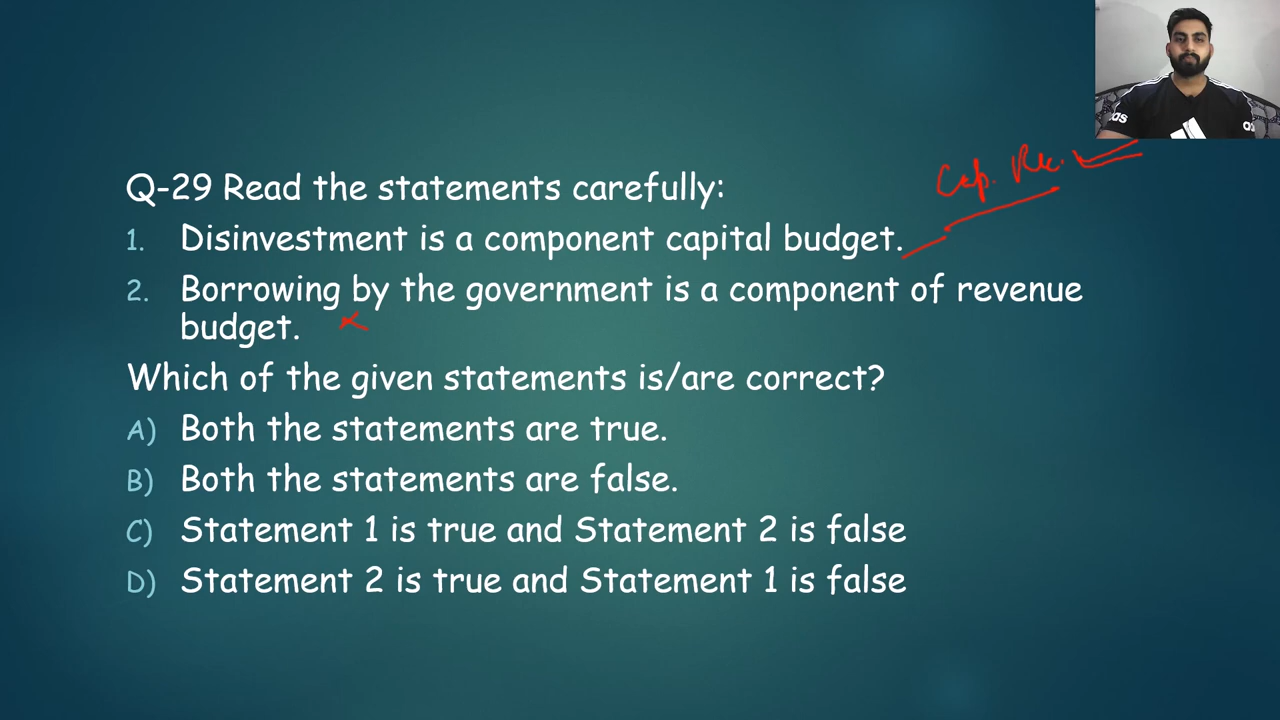 Cap. Rec.
Q-29 Read the statements carefully:
1. Disinvestment is a component capital budget.
2. Borrowing by the government is a component of revenue
budget.
Which of the given statements is/are correct?
A) Both the statements are true.
B) Both the statements are false.
C) Statement 1 is true and Statement 2 is false
D) Statement 2 is true and Statement 1 is false